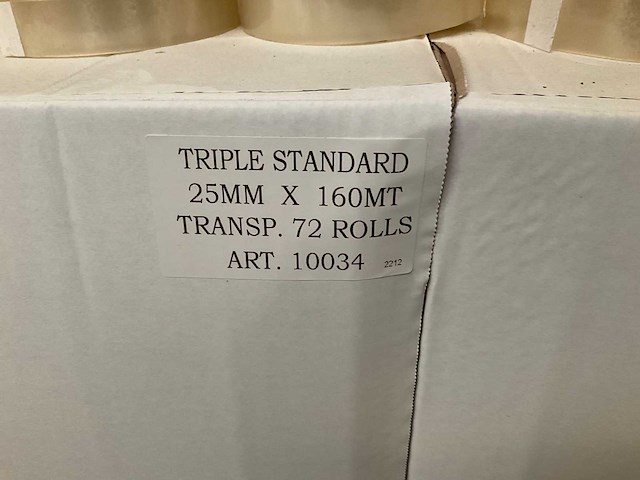 TRIPLE STANDARD
25MM X 160MT
TRANSP. 72 ROLLS
ART. 10034 2212